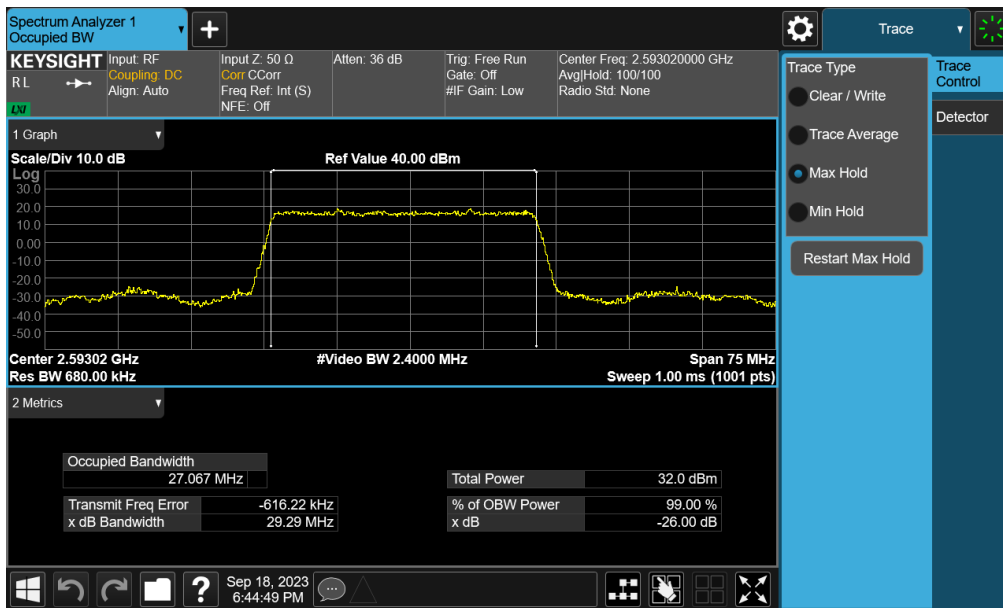 Spectrum Analyzer 1
Occupied BW
Trace
KEYSIGHT
R L
LXI
Input: RF
Coupling: DC
Align: Auto
Input Z: 50 Ω
Corr CCorr
Freq Ref: Int (S)
NFE: Off
Atten: 36 dB
Trig: Free Run
Gate: Off
#IF Gain: Low
Center Freq: 2.593020000 GHz
Avg|Hold: 100/100
Radio Std: None
Trace Type
Clear / Write
Trace Average
Max Hold
Min Hold
Restart Max Hold
Trace
Control
Detector
1 Graph
Scale/Div 10.0 dB
Ref Value 40.00 dBm
Log
30.0
20.0
10.0
0.00
-10.0
-20.0
-30.0
-40.0
-50.0
Center 2.59302 GHz
#Video BW 2.4000 MHz
Span 75 MHz
Res BW 680.00 kHz
Sweep 1.00 ms (1001 pts)
2 Metrics
Occupied Bandwidth
27.067 MHz
Total Power 32.0 dBm
Transmit Freq Error -616.22 kHz
% of OBW Power 99.00 %
x dB Bandwidth 29.29 MHz
x dB -26.00 dB
?
Sep 18, 2023
6:44:49 PM